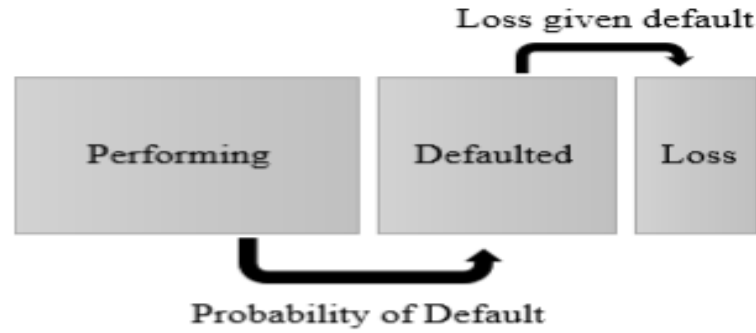 Loss given default
Performing
Defaulted
Loss
Probability of Default